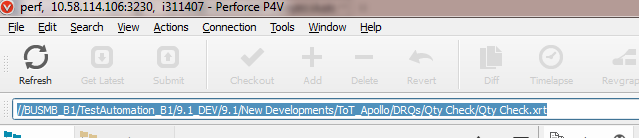 perf, 10.58.114.106:3230, i311407 - Perforce P4V
File Edit Search View Actions Connection Tools Window Help
Refresh Get Latest Submit Checkout Add Delete Revert Diff Timelapse Revgrap
//BUSMB_B1/TestAutomation_B1/9.1_DEV/9.1/New Developments/ToT_Apollo/DRQs/Qty Check/Qty Check.xrt